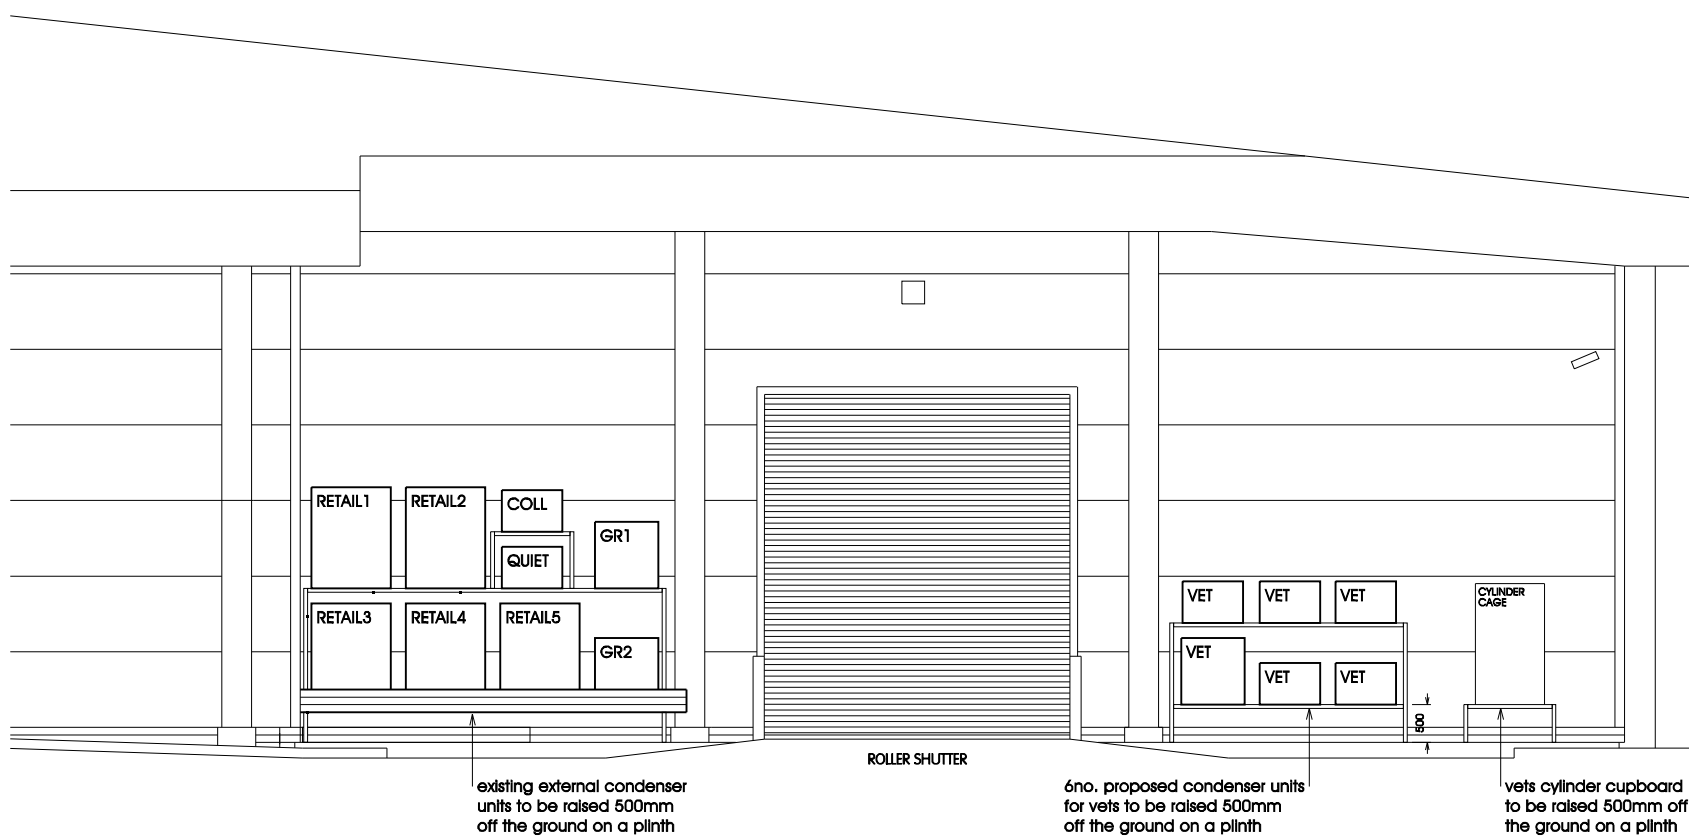 RETAIL1
RETAIL2
COLL
QUIET
GR1
RETAIL3
RETAIL4
RETAIL5
GR2
VET
VET
VET
VET
VET
VET
CYLINDER
CAGE
500
ROLLER SHUTTER
existing external condenser
units to be raised 500mm
off the ground on a plinth
6no. proposed condenser units
for vets to be raised 500mm
off the ground on a plinth
vets cylinder cupboard
to be raised 500mm off
the ground on a plinth